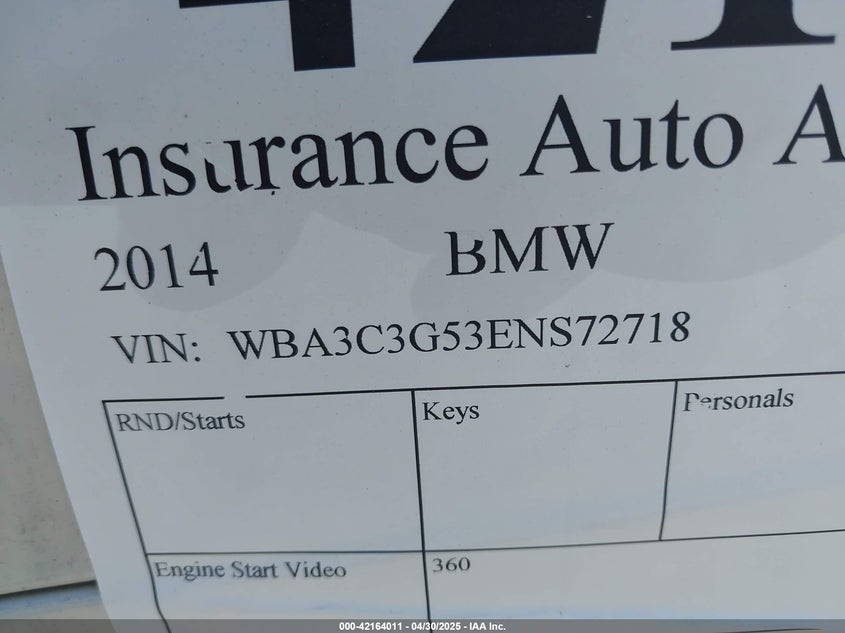 Insurance Auto A
2014 BMW
VIN: WBA3C3G53ENS72718
RND/Starts Keys Personals
Engine Start Video 360
000-42164011 - 04/30/2025 - IAA Inc.